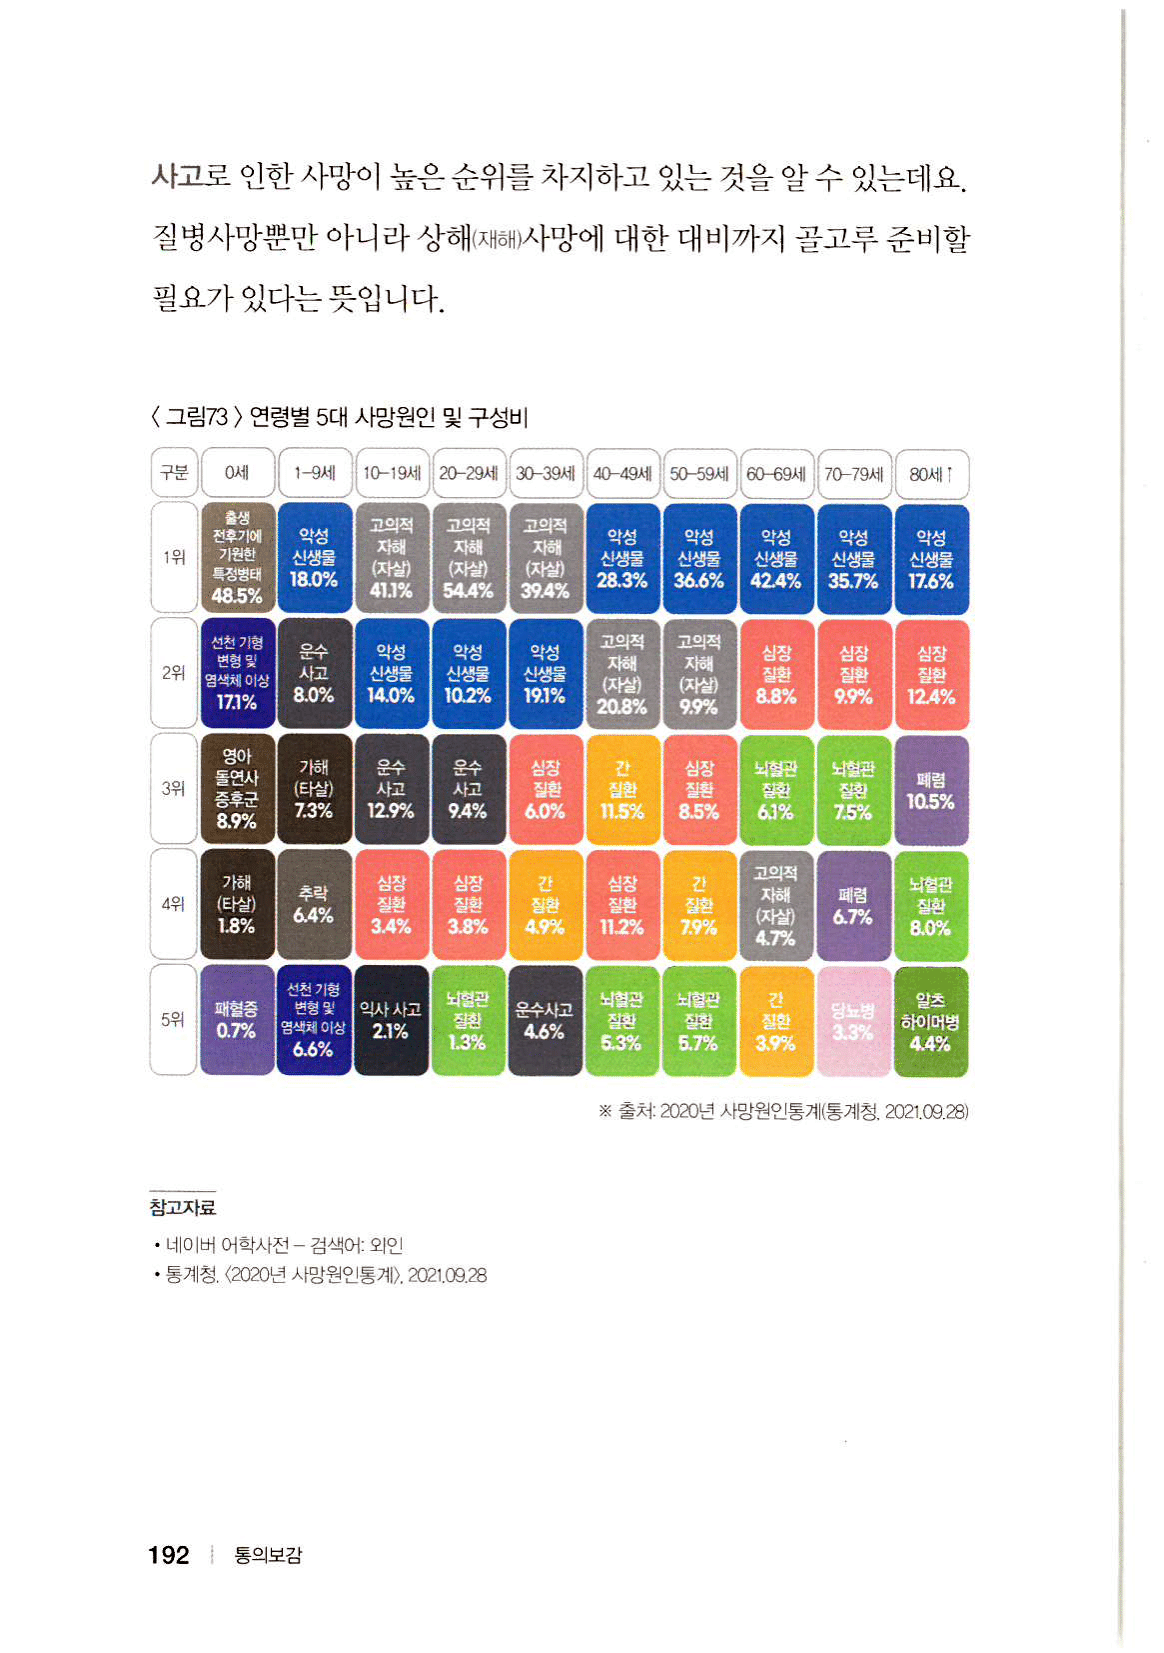 사고로 인한 사망이 높은 순위를 차지하고 있는 것을 알 수 있는데요.
질병사망뿐만 아니라 상해(재해)사망에 대한 대비까지 골고루 준비할
필요가 있다는 뜻입니다.
〈 그림73 〉 연령별 5대 사망원인 및 구성비
구분 0세 1–9세 10–19세 20–29세 30–39세 40–49세 50–59세 60–69세 70–79세 80세↑
1위
출생
전후기에
기원한
특정병태
48.5%
악성
신생물
18.0%
고의적
자해
(자살)
41.1%
고의적
자해
(자살)
54.4%
고의적
자해
(자살)
39.4%
악성
신생물
28.3%
악성
신생물
36.6%
악성
신생물
42.4%
악성
신생물
35.7%
악성
신생물
17.6%
2위
선천 기형
변형 및
염색체 이상
17.1%
운수
사고
8.0%
악성
신생물
14.0%
악성
신생물
10.2%
악성
신생물
19.1%
고의적
자해
(자살)
20.8%
고의적
자해
(자살)
9.9%
심장
질환
8.8%
심장
질환
9.9%
심장
질환
12.4%
3위
영아
돌연사
증후군
8.9%
가해
(타살)
7.3%
운수
사고
12.9%
운수
사고
9.4%
심장
질환
6.0%
간
질환
11.5%
심장
질환
8.5%
뇌혈관
질환
6.1%
뇌혈관
질환
7.5%
폐렴
10.5%
4위
가해
(타살)
1.8%
추락
6.4%
심장
질환
3.4%
심장
질환
3.8%
간
질환
4.9%
심장
질환
11.2%
간
질환
7.9%
고의적
자해
(자살)
4.7%
폐렴
6.7%
뇌혈관
질환
8.0%
5위
패혈증
0.7%
선천 기형
변형 및
염색체 이상
6.6%
익사 사고
2.1%
뇌혈관
질환
1.3%
운수사고
4.6%
뇌혈관
질환
5.3%
뇌혈관
질환
5.7%
간
질환
3.9%
당뇨병
3.3%
알츠
하이머병
4.4%
※ 출처: 2020년 사망원인통계(통계청, 2021.09.28)
참고자료
• 네이버 어학사전 – 검색어: 외인
• 통계청, 〈2020년 사망원인통계〉, 2021.09.28
192 통의보감